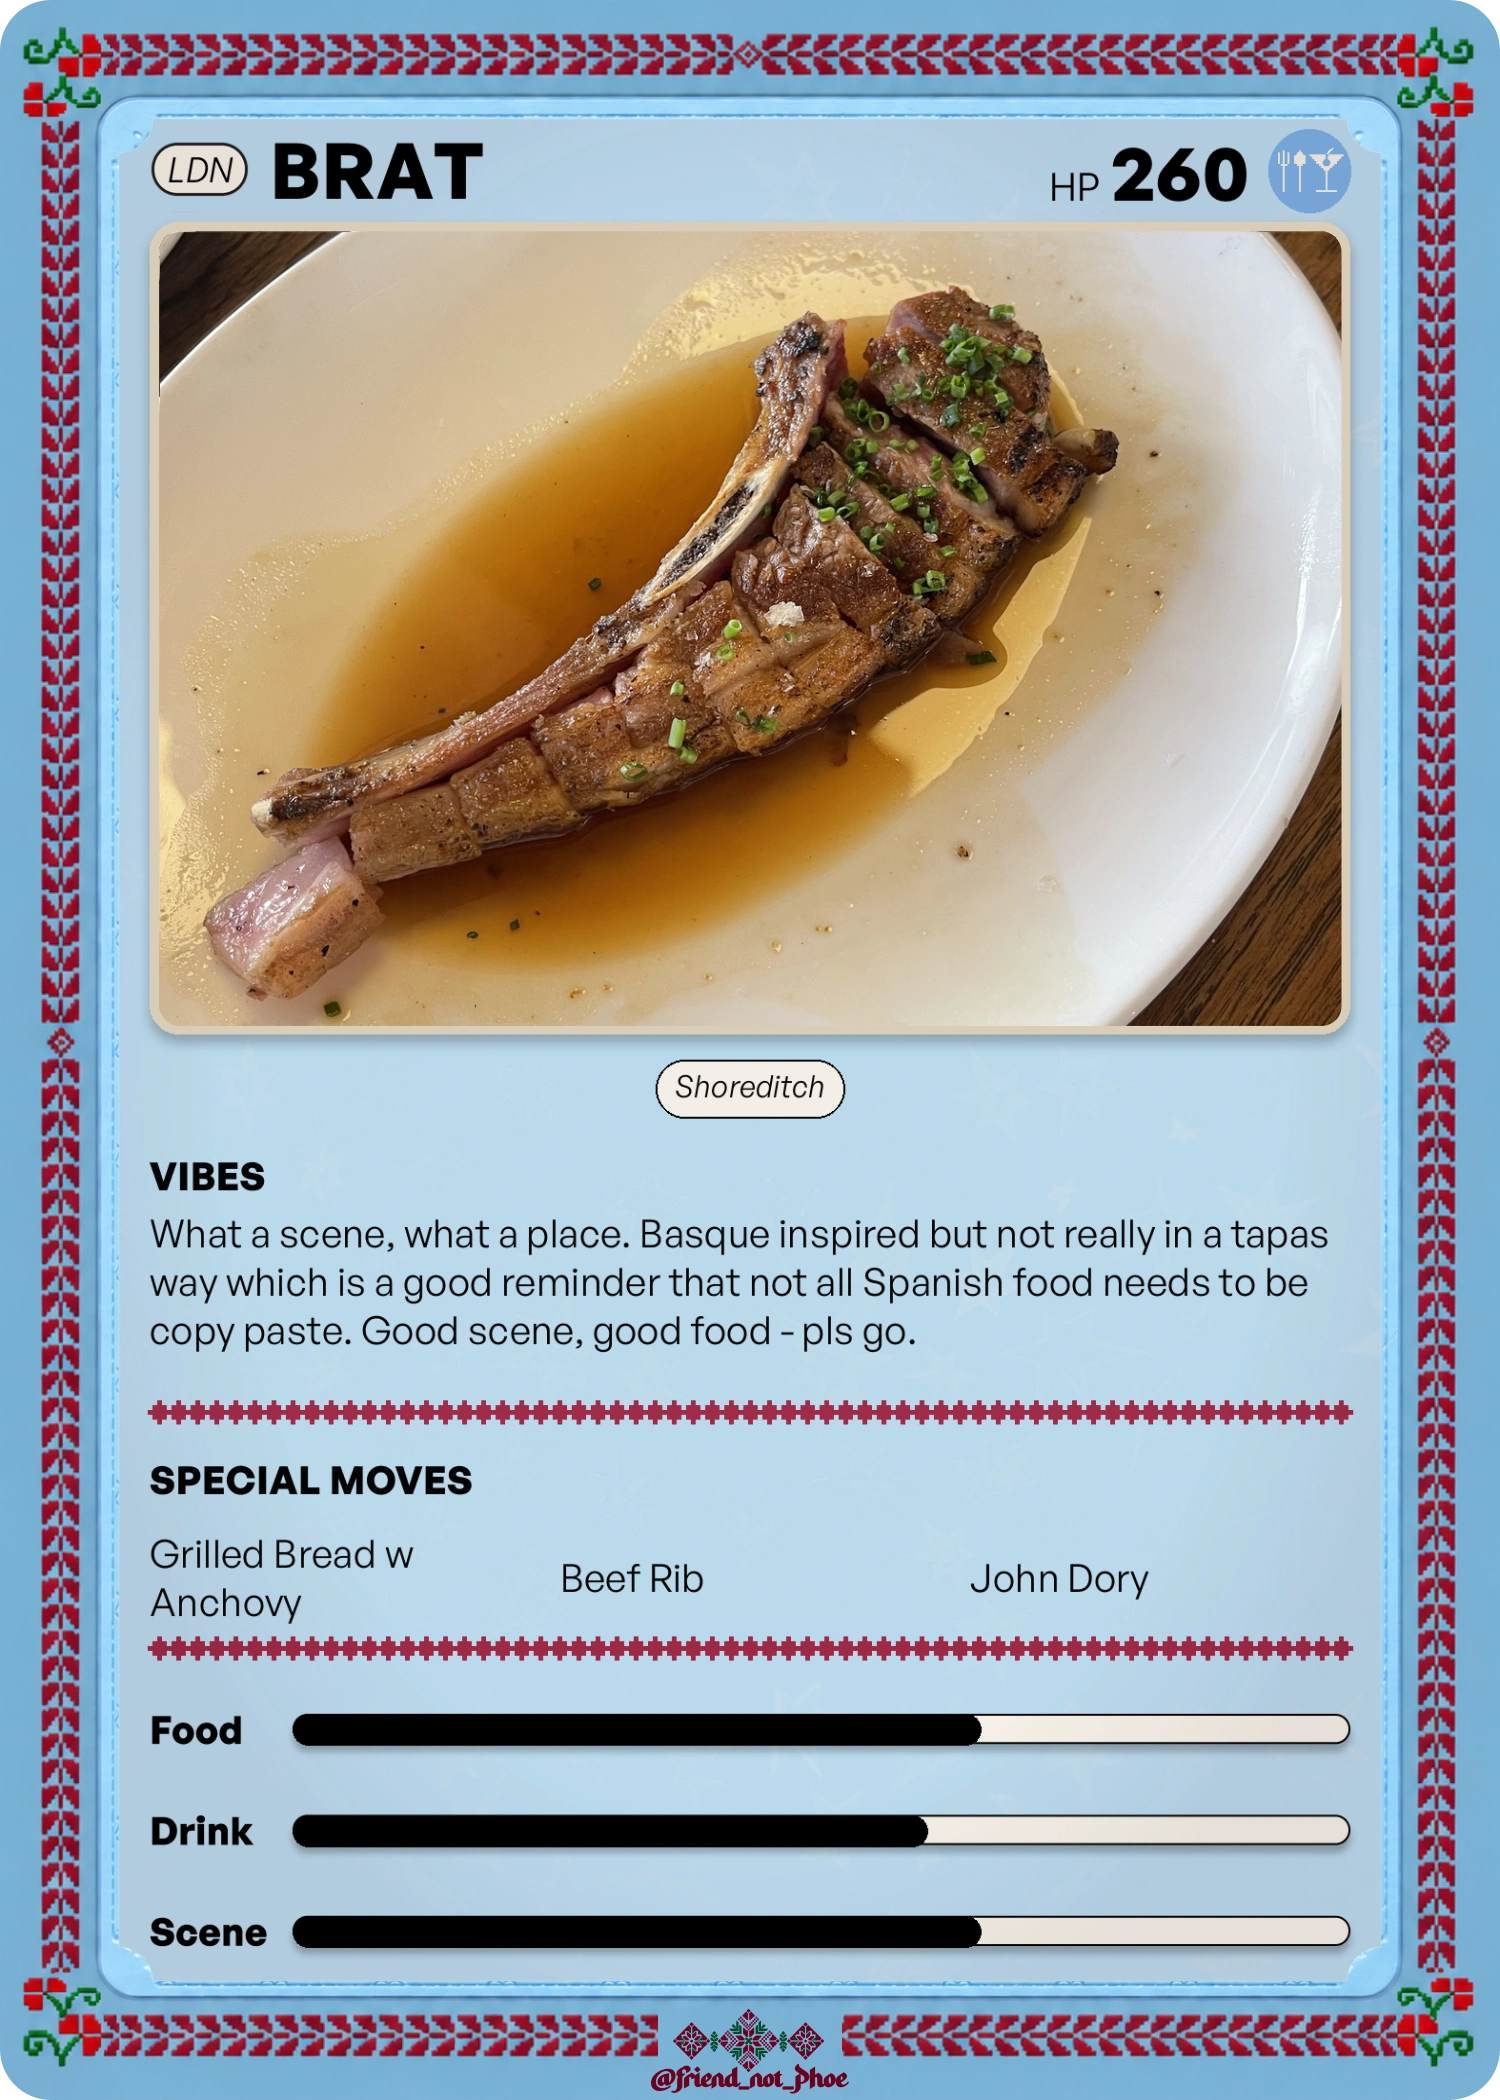 LDN BRAT HP 260
Shoreditch
VIBES
What a scene, what a place. Basque inspired but not really in a tapas
way which is a good reminder that not all Spanish food needs to be
copy paste. Good scene, good food - pls go.
SPECIAL MOVES
Grilled Bread w
Anchovy
Beef Rib
John Dory
Food
Drink
Scene
@friend_not_Phoe